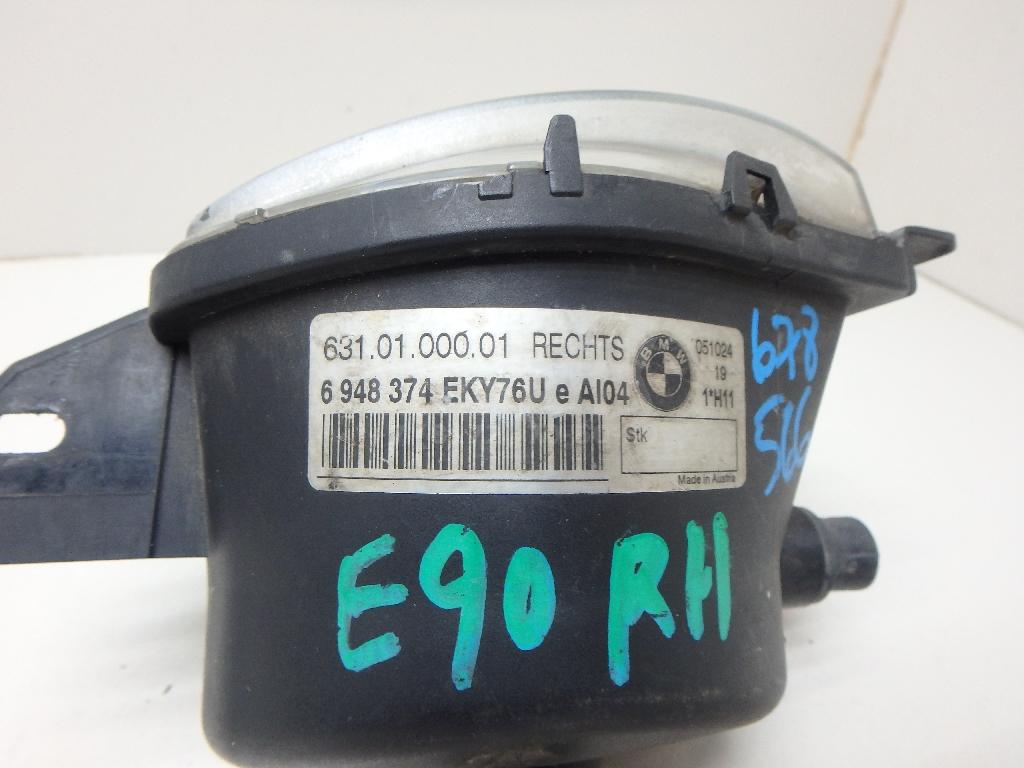 631.01.000.01 RECHTS
6 948 374 EKY76U e AI04
BMW
051024
19
1*H11
Stk
Made in Austria
678
566
E90 RH